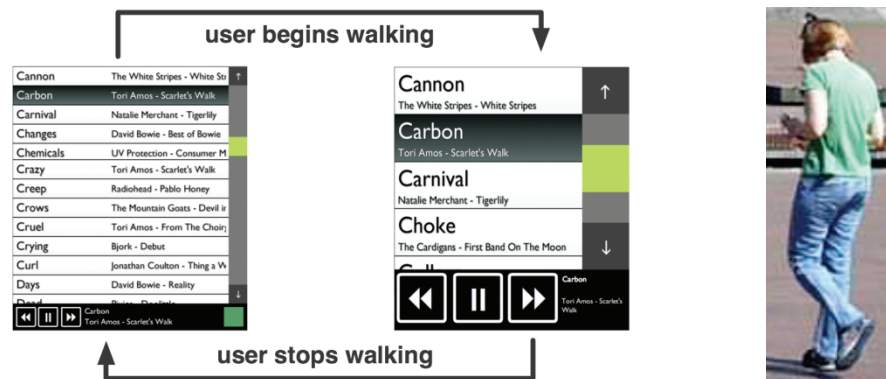 user begins walking
Cannon The White Stripes - White Str
Carbon Tori Amos - Scarlet's Walk
Carnival Natalie Merchant - Tigerlily
Changes David Bowie - Best of Bowie
Chemicals UV Protection - Consumer M
Crazy Tori Amos - Scarlet's Walk
Creep Radiohead - Pablo Honey
Crows The Mountain Goats - Devil in
Cruel Tori Amos - From The Choirg
Crying Bjork - Debut
Curl Jonathan Coulton - Thing a W
Days David Bowie - Reality
Carbon
Tori Amos - Scarlet's Walk
Cannon
The White Stripes - White Stripes
Carbon
Tori Amos - Scarlet's Walk
Carnival
Natalie Merchant - Tigerlily
Choke
The Cardigans - First Band On The Moon
Carbon
Tori Amos - Scarlet's
Walk
user stops walking